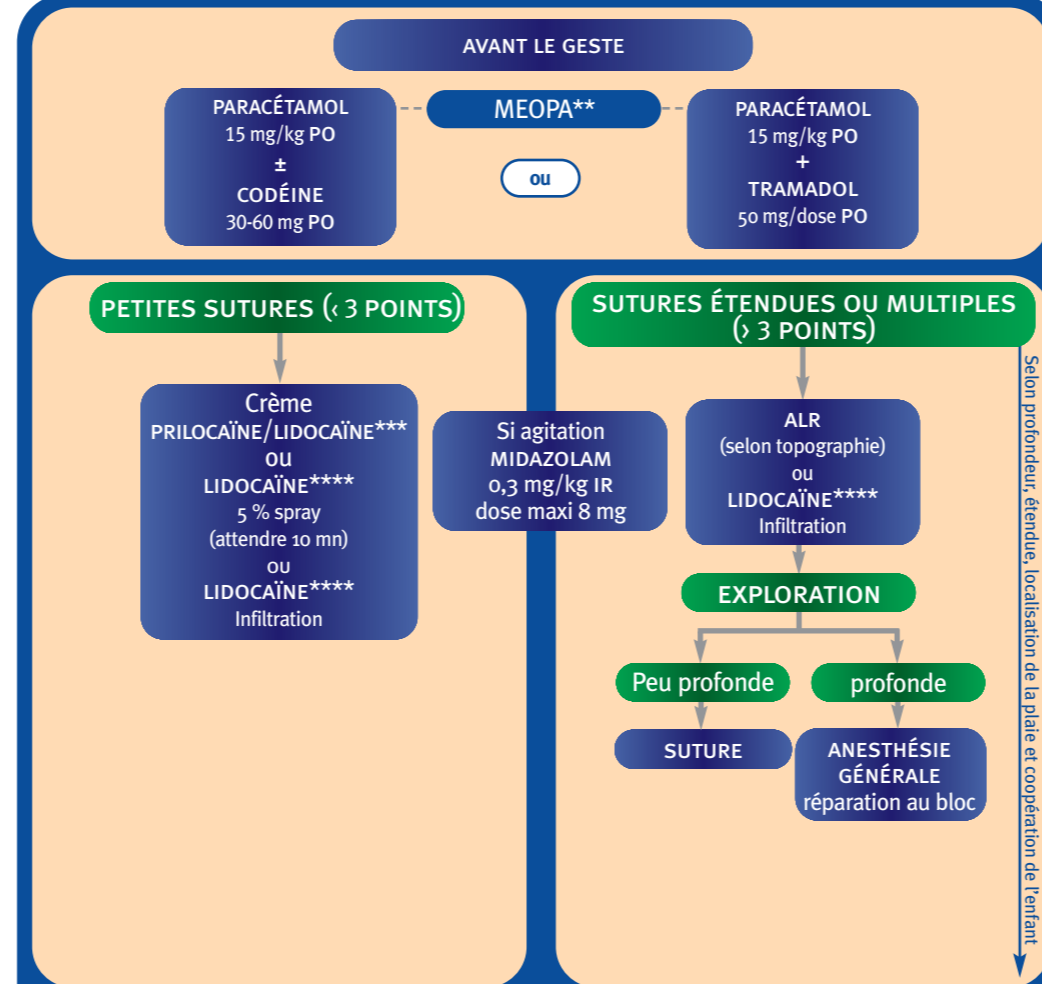 AVANT LE GESTE
PARACÉTAMOL
15 mg/kg PO
±
CODÉINE
30-60 mg PO
MEOPA**
ou
PARACÉTAMOL
15 mg/kg PO
+
TRAMADOL
50 mg/dose PO
PETITES SUTURES (< 3 POINTS)
Crème
PRILOCAÏNE/LIDOCAÏNE***
ou
LIDOCAÏNE****
5 % spray
(attendre 10 mn)
ou
LIDOCAÏNE****
Infiltration
Si agitation
MIDAZOLAM
0,3 mg/kg IR
dose maxi 8 mg
SUTURES ÉTENDUES OU MULTIPLES
(> 3 POINTS)
ALR
(selon topographie)
ou
LIDOCAÏNE****
Infiltration
EXPLORATION
Peu profonde
profonde
SUTURE
ANESTHÉSIE
GÉNÉRALE
réparation au bloc
Selon profondeur, étendue, localisation de la plaie et coopération de l'enfant